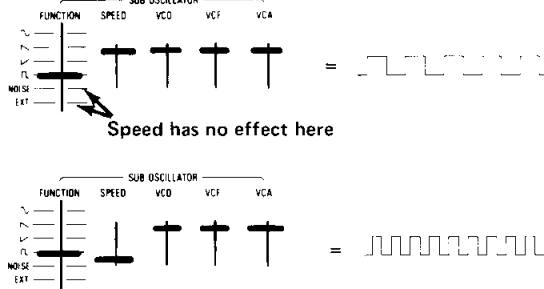 SUB OSCILLATOR
FUNCTION SPEED VCO VCF VCA
NOISE
EXT
=
Speed has no effect here
SUB OSCILLATOR
FUNCTION SPEED VCO VCF VCA
NOISE
EXT
=